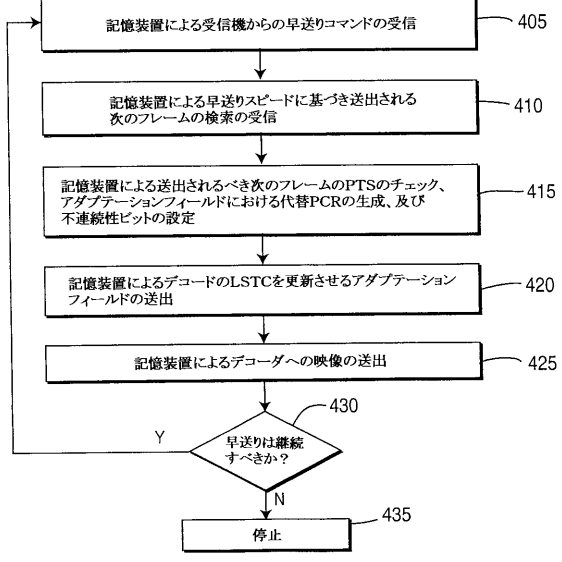 記憶装置による受信機からの早送りコマンドの受信
405
記憶装置による早送りスピードに基づき送出される
次のフレームの検索の受信
410
記憶装置による送出されるべき次のフレームのPTSのチェック、
アダプテーションフィールドにおける代替PCRの生成、及び
不連続性ビットの設定
415
記憶装置によるデコードのLSTCを更新させるアダプテーション
フィールドの送出
420
記憶装置によるデコーダへの映像の送出
425
430
早送りは継続
すべきか?
Y
N
停止
435